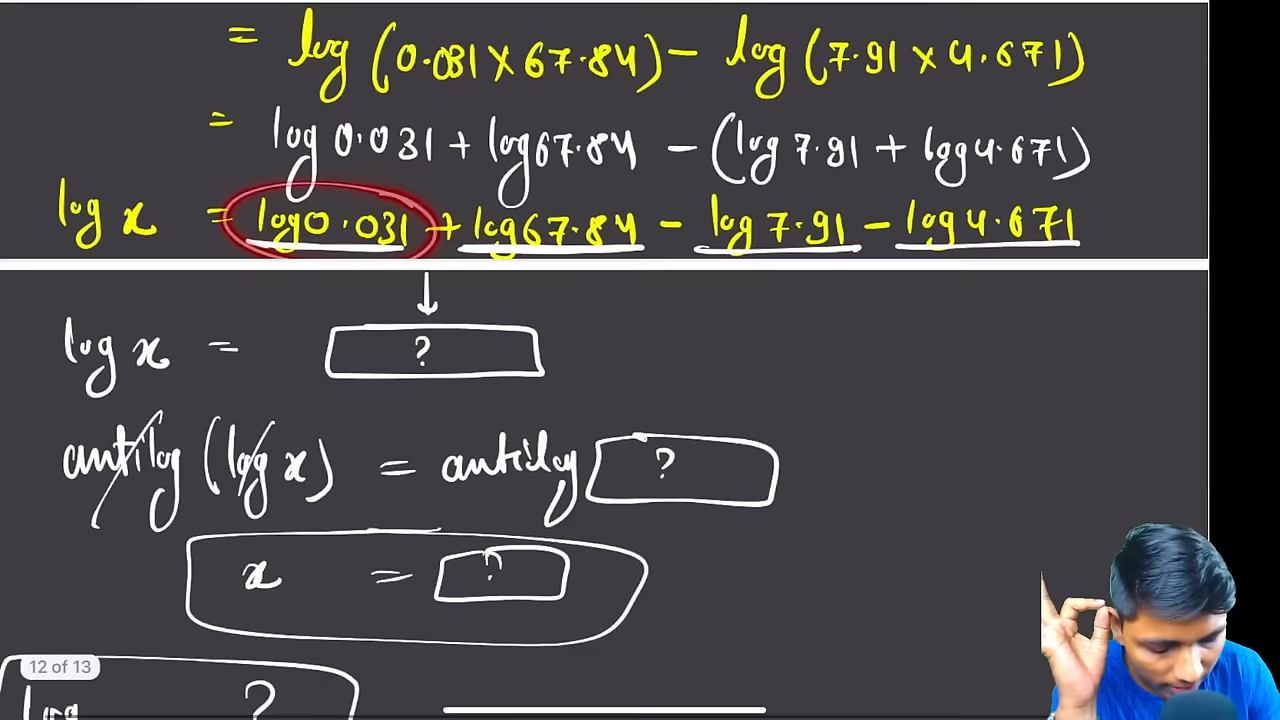 = log (0.031 × 67.84) − log (7.91 × 4.671)
= log 0.031 + log 67.84 − (log 7.91 + log 4.671)
log x = log 0.031 + log 67.84 − log 7.91 − log 4.671
↓
log x = ?
antilog (log x) = antilog ?
x = ?
12 of 13
log ?